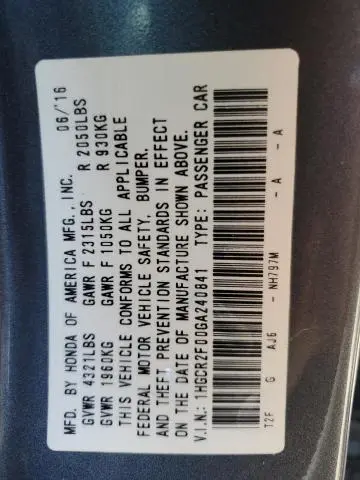 MFD. BY HONDA OF AMERICA MFG., INC. 06/'16
GVWR 4321LBS GAWR F 2315LBS R 2050LBS
GVWR 1960KG GAWR F 1050KG R 930KG
THIS VEHICLE CONFORMS TO ALL APPLICABLE
FEDERAL MOTOR VEHICLE SAFETY, BUMPER,
AND THEFT PREVENTION STANDARDS IN EFFECT
ON THE DATE OF MANUFACTURE SHOWN ABOVE.
V.I.N.: 1HGCR2F00GA240841 TYPE: PASSENGER CAR
T2F G AJ6 - NH797M - A - A